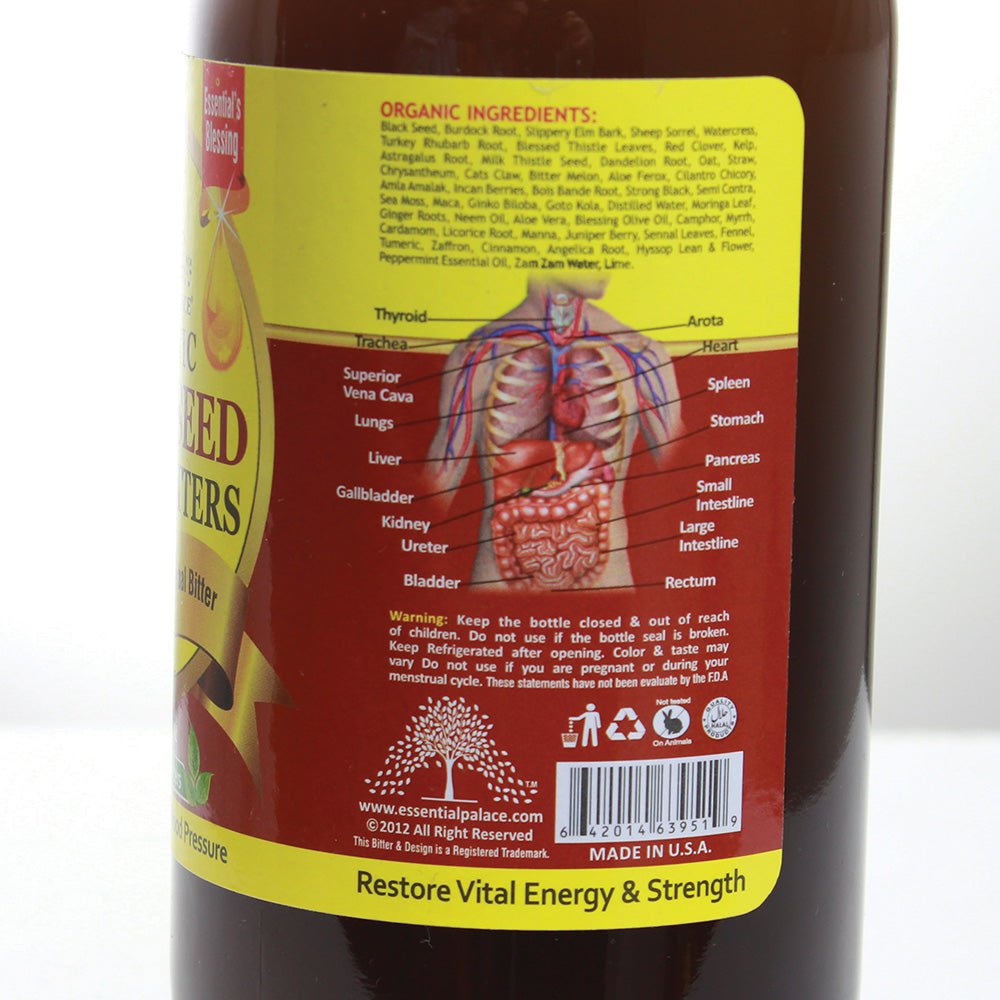 Essential's
Blessing
IC
SEED
TERS
Bitter
Pressure
ORGANIC INGREDIENTS:
Black Seed, Burdock Root, Slippery Elm Bark, Sheep Sorrel, Watercress,
Turkey Rhubarb Root, Blessed Thistle Leaves, Red Clover, Kelp,
Astragalus Root, Milk Thistle Seed, Dandelion Root, Oat, Straw,
Chrysantheum, Cats Claw, Bitter Melon, Aloe Ferox, Cilantro Chicory,
Amla Amalak, Incan Berries, Bois Bande Root, Strong Black, Semi Contra,
Sea Moss, Maca, Ginko Biloba, Goto Kola, Distilled Water, Moringa Leaf,
Ginger Roots, Neem Oil, Aloe Vera, Blessing Olive Oil, Camphor, Myrrh,
Cardamom, Licorice Root, Manna, Juniper Berry, Sennal Leaves, Fennel,
Tumeric, Zaffron, Cinnamon, Angelica Root, Hyssop Lean & Flower,
Peppermint Essential Oil, Zam Zam Water, Lime.
Thyroid
Arota
Trachea
Heart
Superior
Vena Cava
Spleen
Lungs
Stomach
Liver
Pancreas
Gallbladder
Small
Intestline
Kidney
Ureter
Large
Intestline
Bladder
Rectum
Warning: Keep the bottle closed & out of reach
of children. Do not use if the bottle seal is broken.
Keep Refrigerated after opening. Color & taste may
vary Do not use if you are pregnant or during your
menstrual cycle. These statements have not been evaluate by the F.D.A
Not tested
On Animals
QUALITY
حلال
HALAL
PRODUCTS
TM
www.essentialpalace.com
©2012 All Right Reserved
This Bitter & Design is a Registered Trademark.
6 42014 63951 9
MADE IN U.S.A.
Restore Vital Energy & Strength